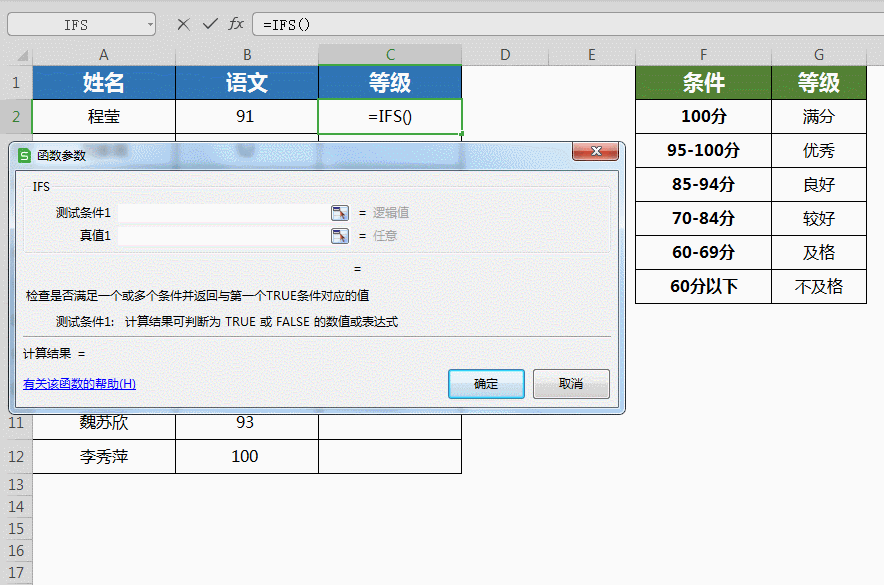 IFS
=IFS()
A B C D E F G
1 姓名 语文 等级 条件 等级
2 程莹 91 =IFS() 100分 满分
95-100分 优秀
85-94分 良好
70-84分 较好
60-69分 及格
60分以下 不及格
函数参数
IFS
测试条件1 = 逻辑值
真值1 = 任意
=
检查是否满足一个或多个条件并返回与第一个TRUE条件对应的值
测试条件1: 计算结果可判断为 TRUE 或 FALSE 的数值或表达式
计算结果 =
有关该函数的帮助(H)
确定 取消
11 魏苏欣 93
12 李秀萍 100
13
14
15
16
17